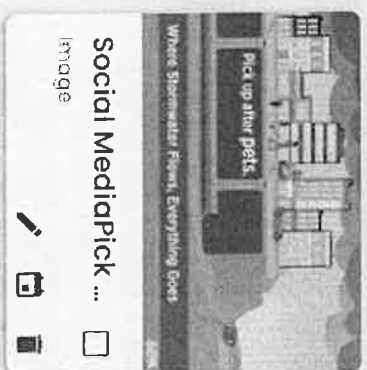 Pick up after pets.
Where Stormwater Flows, Everything Goes
Social MediaPick ...
Image